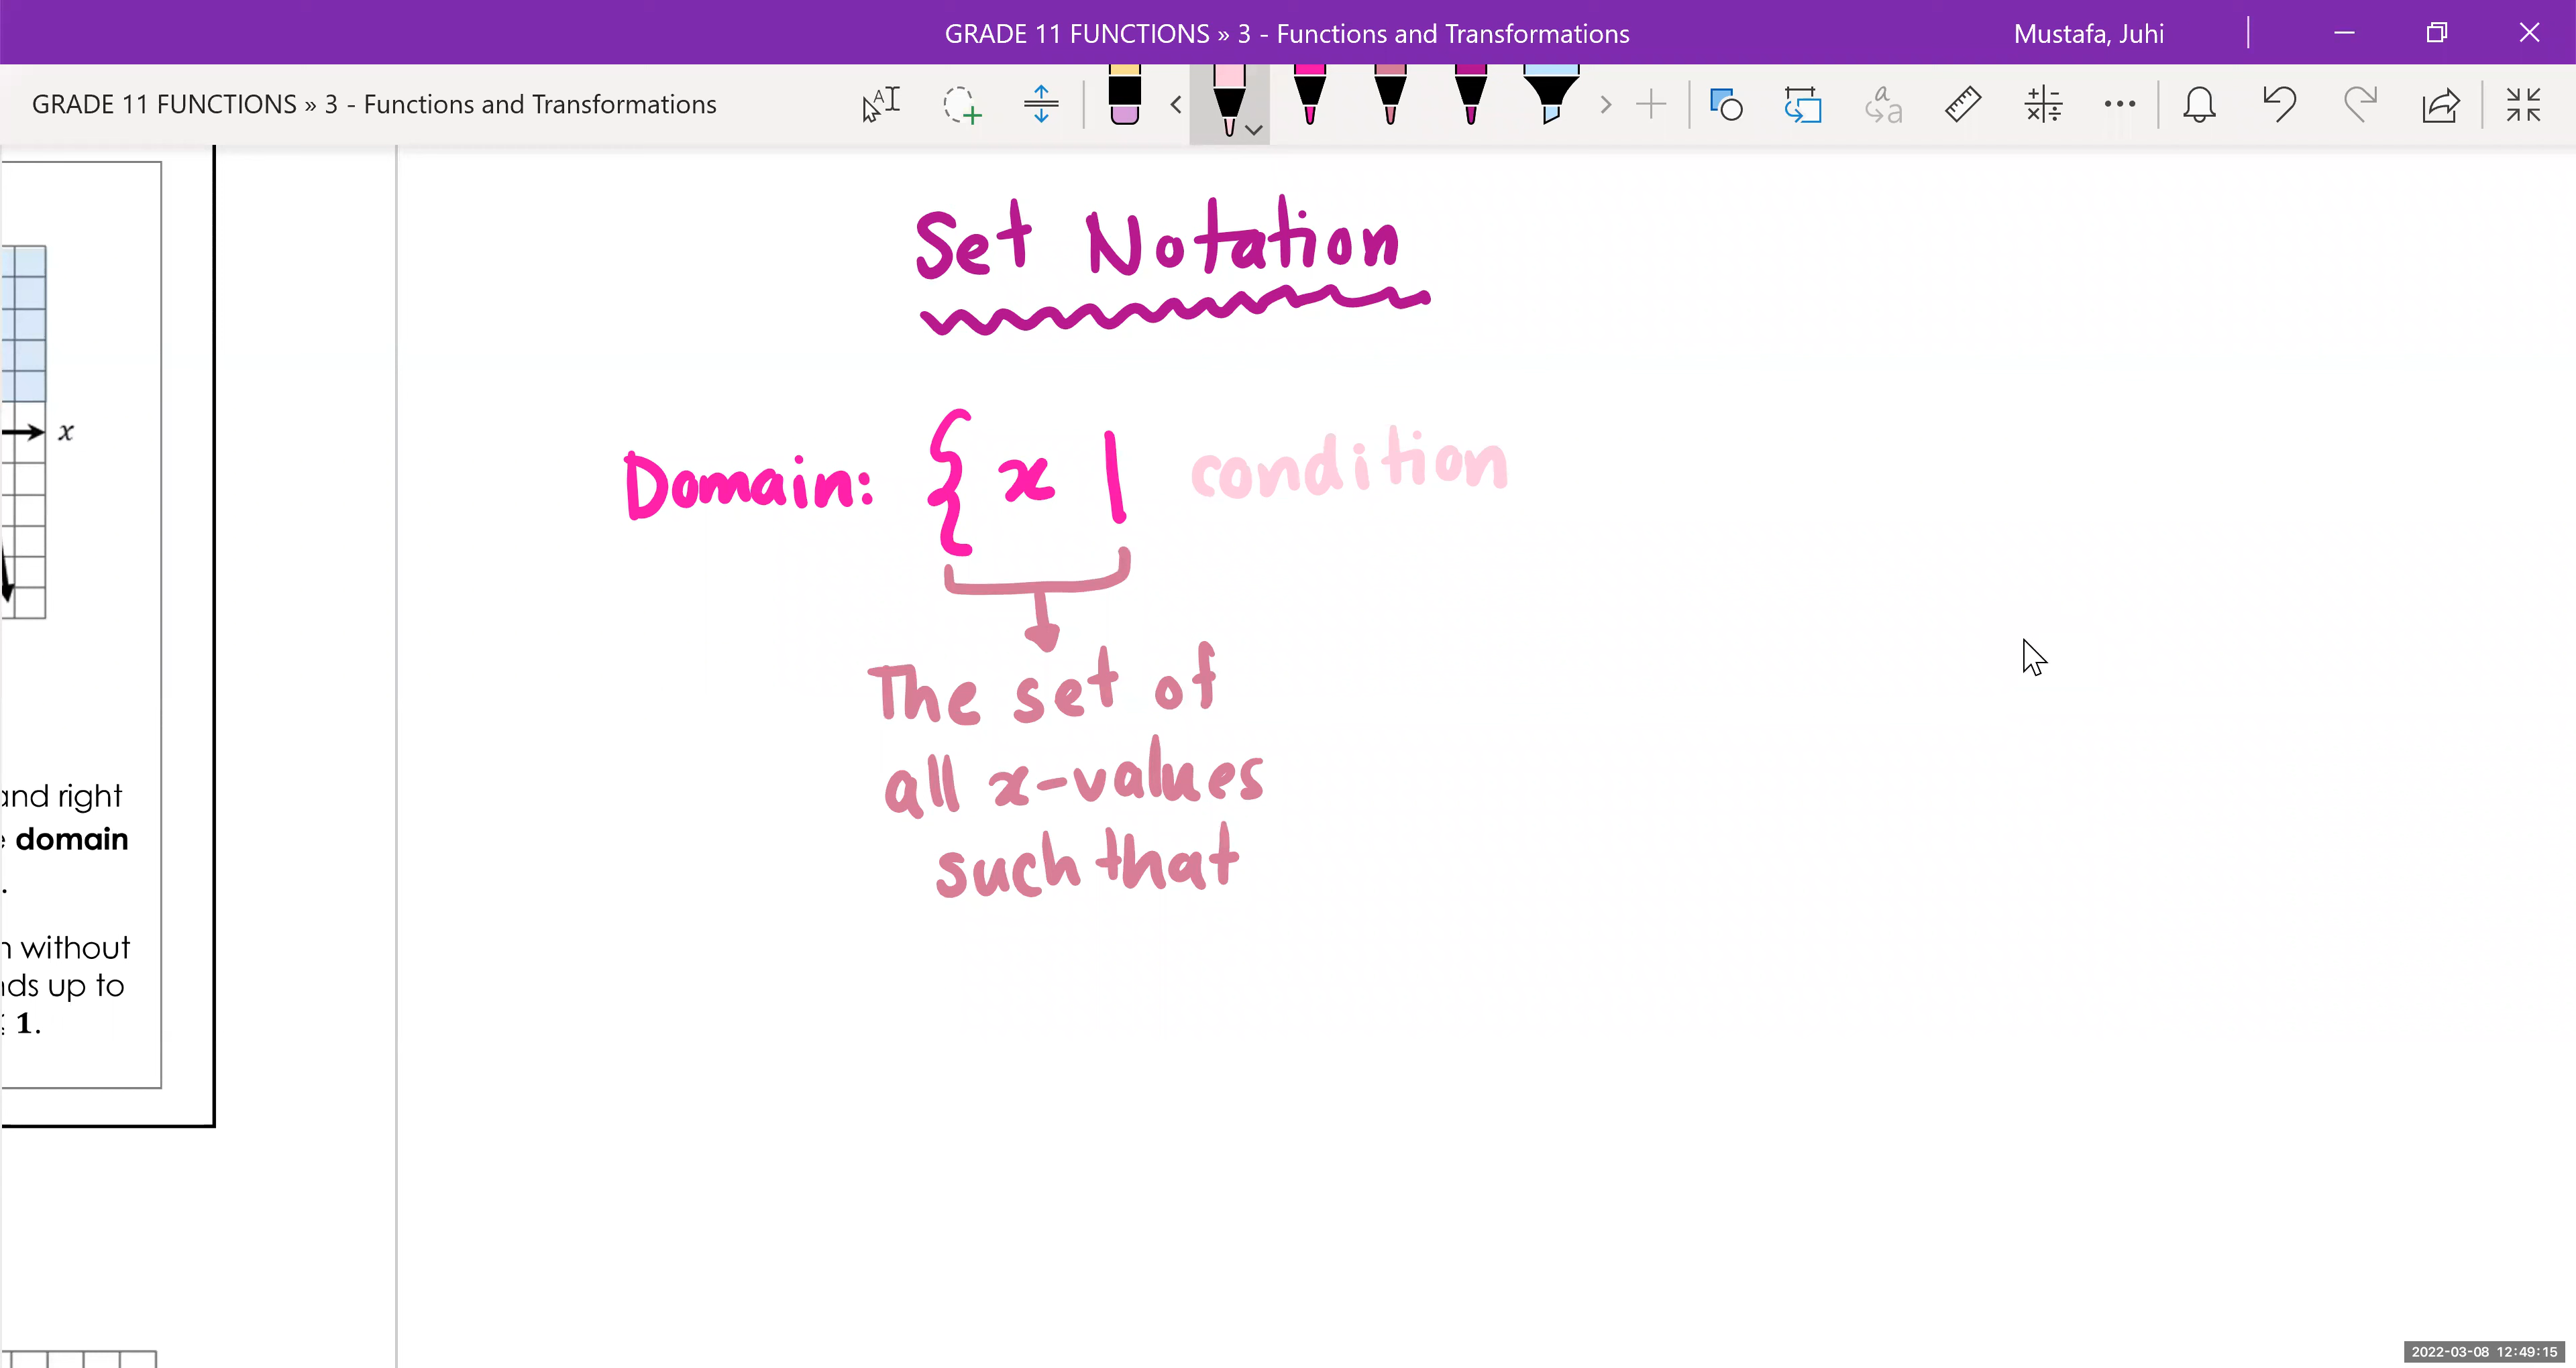 GRADE 11 FUNCTIONS » 3 - Functions and Transformations
Mustafa, Juhi
GRADE 11 FUNCTIONS » 3 - Functions and Transformations
x
and right
domain
.
without
up to
1.
Set Notation
Domain: { x | condition
The set of
all x-values
such that
2022-03-08 12:49:15